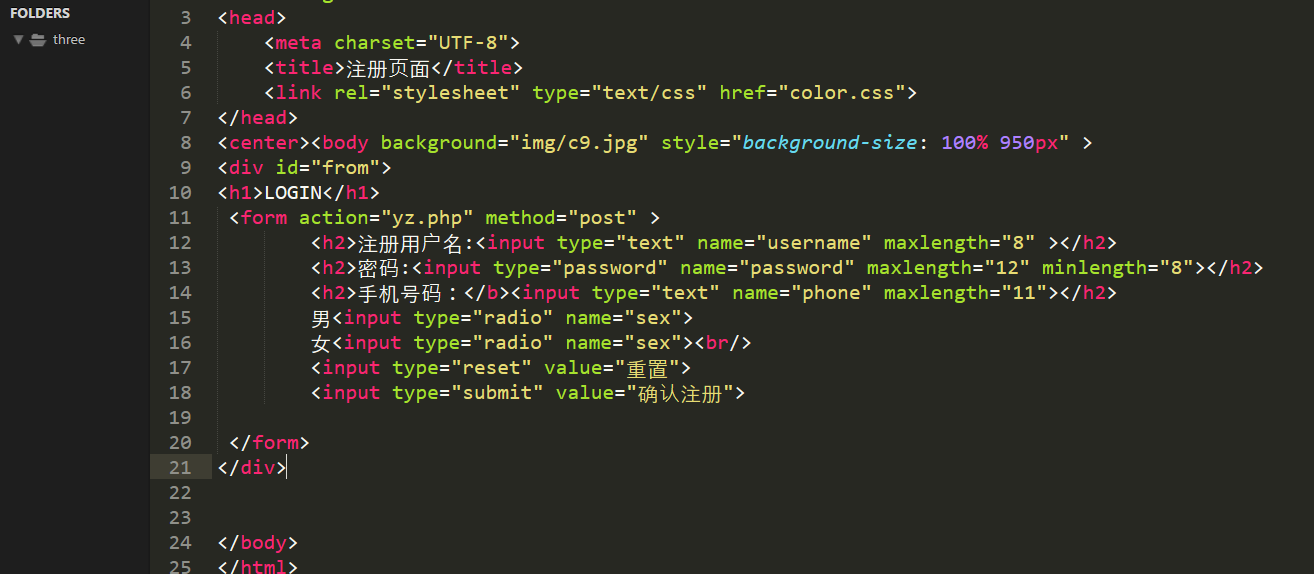 FOLDERS
three
3 <head>
4 <meta charset="UTF-8">
5 <title>注册页面</title>
6 <link rel="stylesheet" type="text/css" href="color.css">
7 </head>
8 <center><body background="img/c9.jpg" style="background-size: 100% 950px" >
9 <div id="from">
10 <h1>LOGIN</h1>
11 <form action="yz.php" method="post" >
12 <h2>注册用户名:<input type="text" name="username" maxlength="8" ></h2>
13 <h2>密码:<input type="password" name="password" maxlength="12" minlength="8"></h2>
14 <h2>手机号码：</b><input type="text" name="phone" maxlength="11"></h2>
15 男<input type="radio" name="sex">
16 女<input type="radio" name="sex"><br/>
17 <input type="reset" value="重置">
18 <input type="submit" value="确认注册">
19
20 </form>
21 </div>
22
23
24 </body>
25 </html>